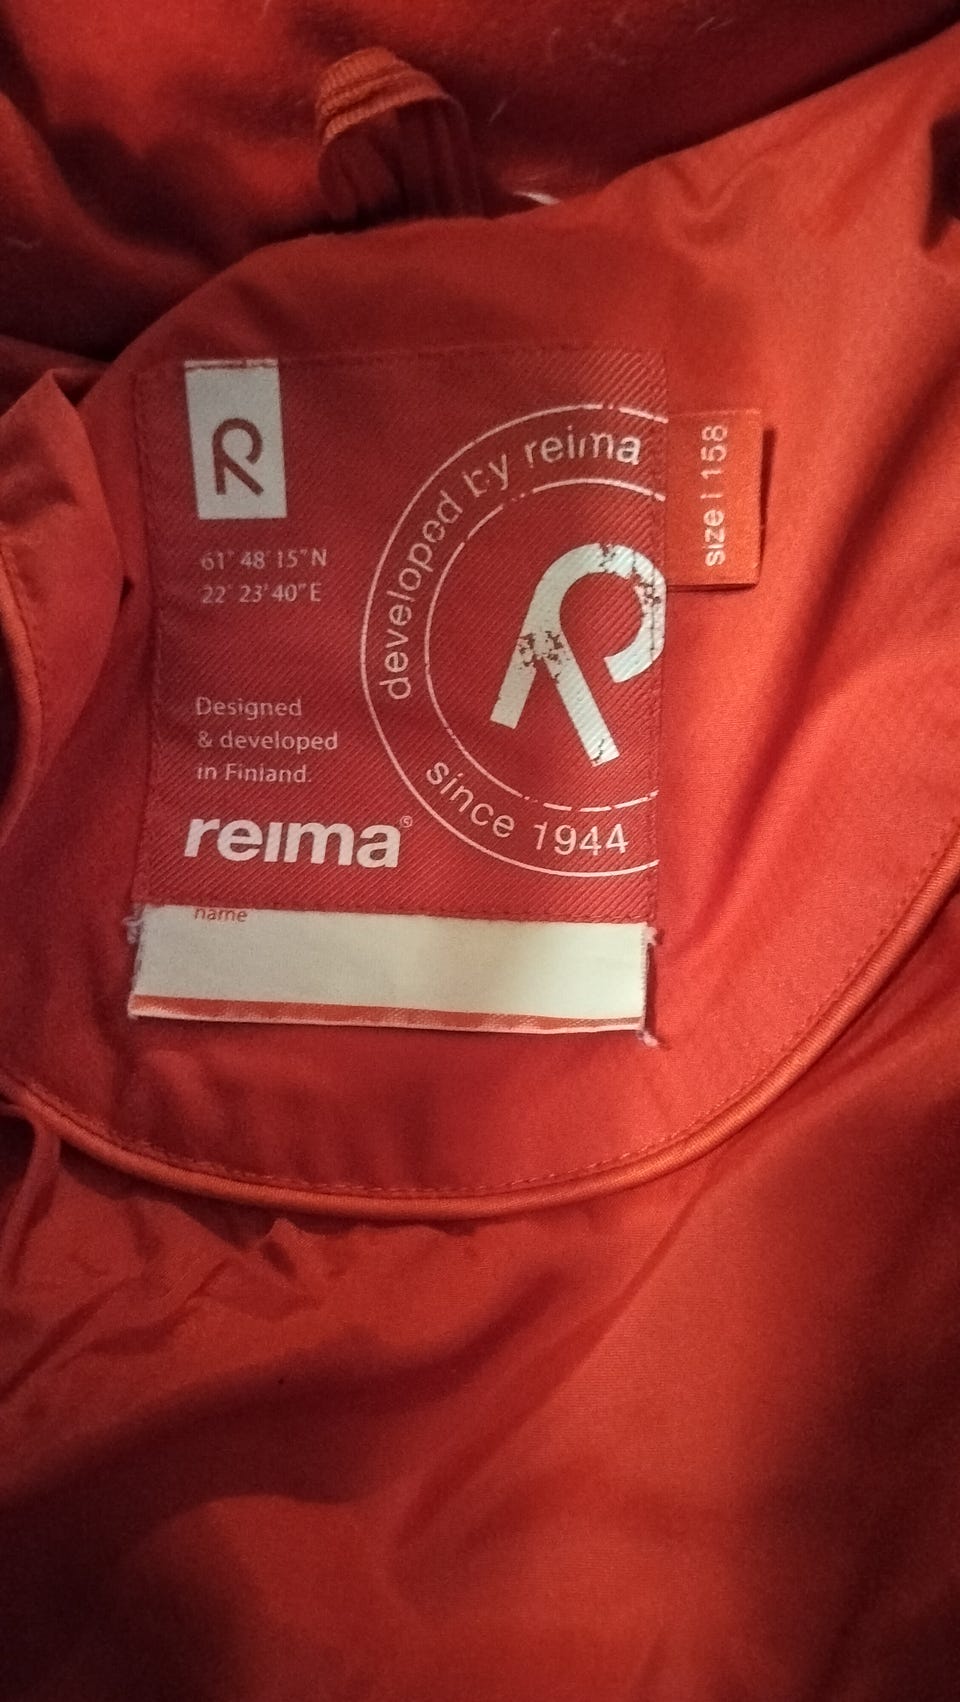 R
61° 48' 15" N
22° 23' 40" E
Designed
& developed
in Finland.
reima®
developed by reima
R
since 1944
size | 158
name